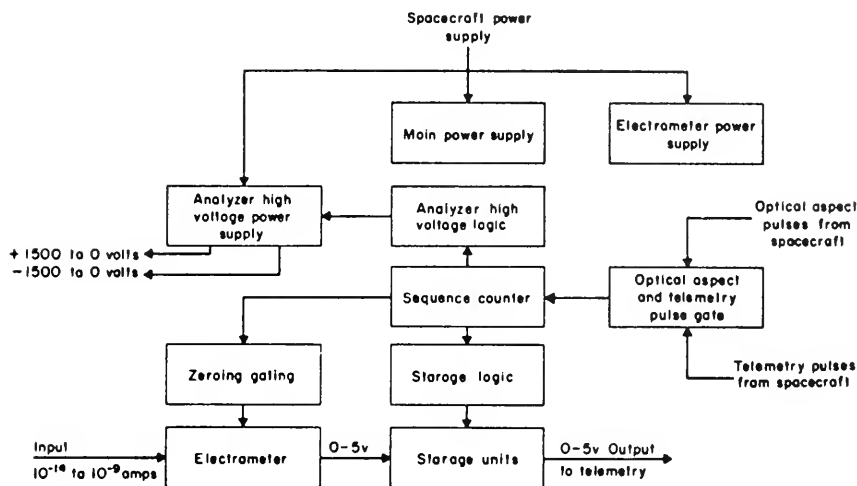 Spacecraft power
supply
Main power supply
Electrometer power
supply
Analyzer high
voltage power
supply
Analyzer high
voltage logic
Optical aspect
pulses from
spacecraft
+1500 to 0 volts
-1500 to 0 volts
Sequence counter
Optical aspect
and telemetry
pulse gate
Zeroing gating
Storage logic
Telemetry pulses
from spacecraft
Input
10⁻¹⁴ to 10⁻⁹ amps
Electrometer
0-5v
Storage units
0-5v Output
to telemetry